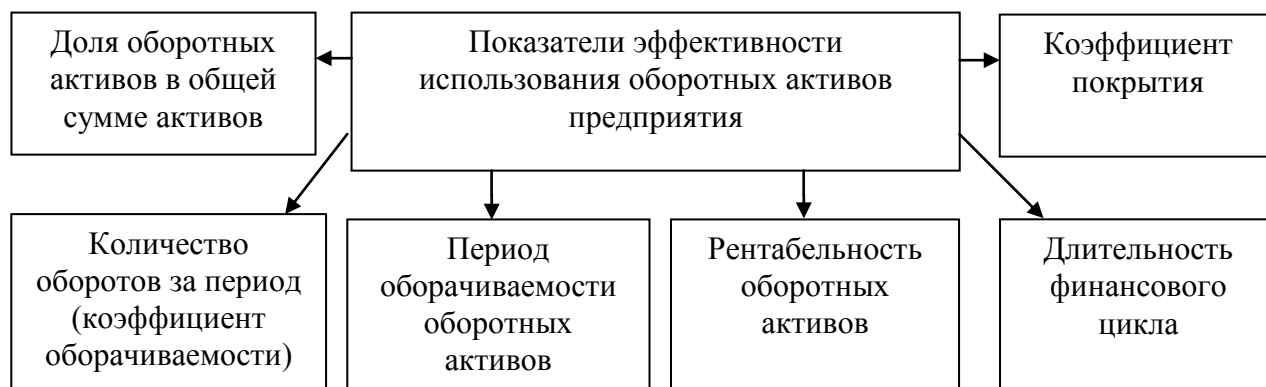 Доля оборотных
активов в общей
сумме активов
Показатели эффективности
использования оборотных активов
предприятия
Коэффициент
покрытия
Количество
оборотов за период
(коэффициент
оборачиваемости)
Период
оборачиваемости
оборотных
активов
Рентабельность
оборотных
активов
Длительность
финансового
цикла